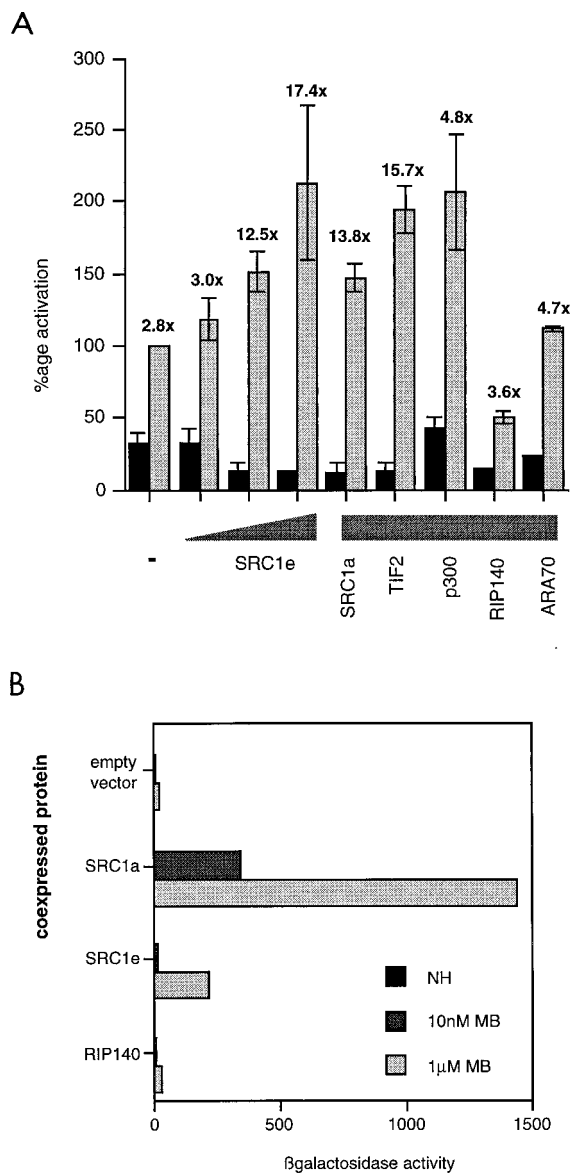 A
300
250
200
150
100
50
0
%age activation
2.8x
3.0x
12.5x
17.4x
13.8x
15.7x
4.8x
3.6x
4.7x
-
SRC1e
SRC1a
TIF2
p300
RIP140
ARA70
B
coexpressed protein
empty
vector
SRC1a
SRC1e
RIP140
NH
10nM MB
1μM MB
0
500
1000
1500
βgalactosidase activity